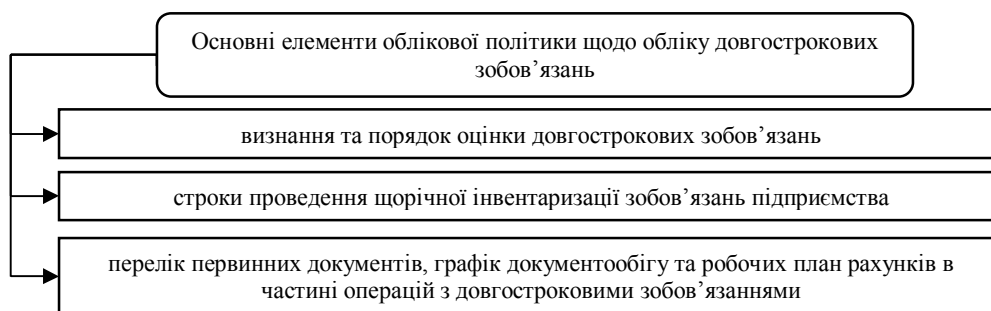 Основні елементи облікової політики щодо обліку довгострокових
зобов’язань
визнання та порядок оцінки довгострокових зобов’язань
строки проведення щорічної інвентаризації зобов’язань підприємства
перелік первинних документів, графік документообігу та робочих план рахунків в
частині операцій з довгостроковими зобов’язаннями